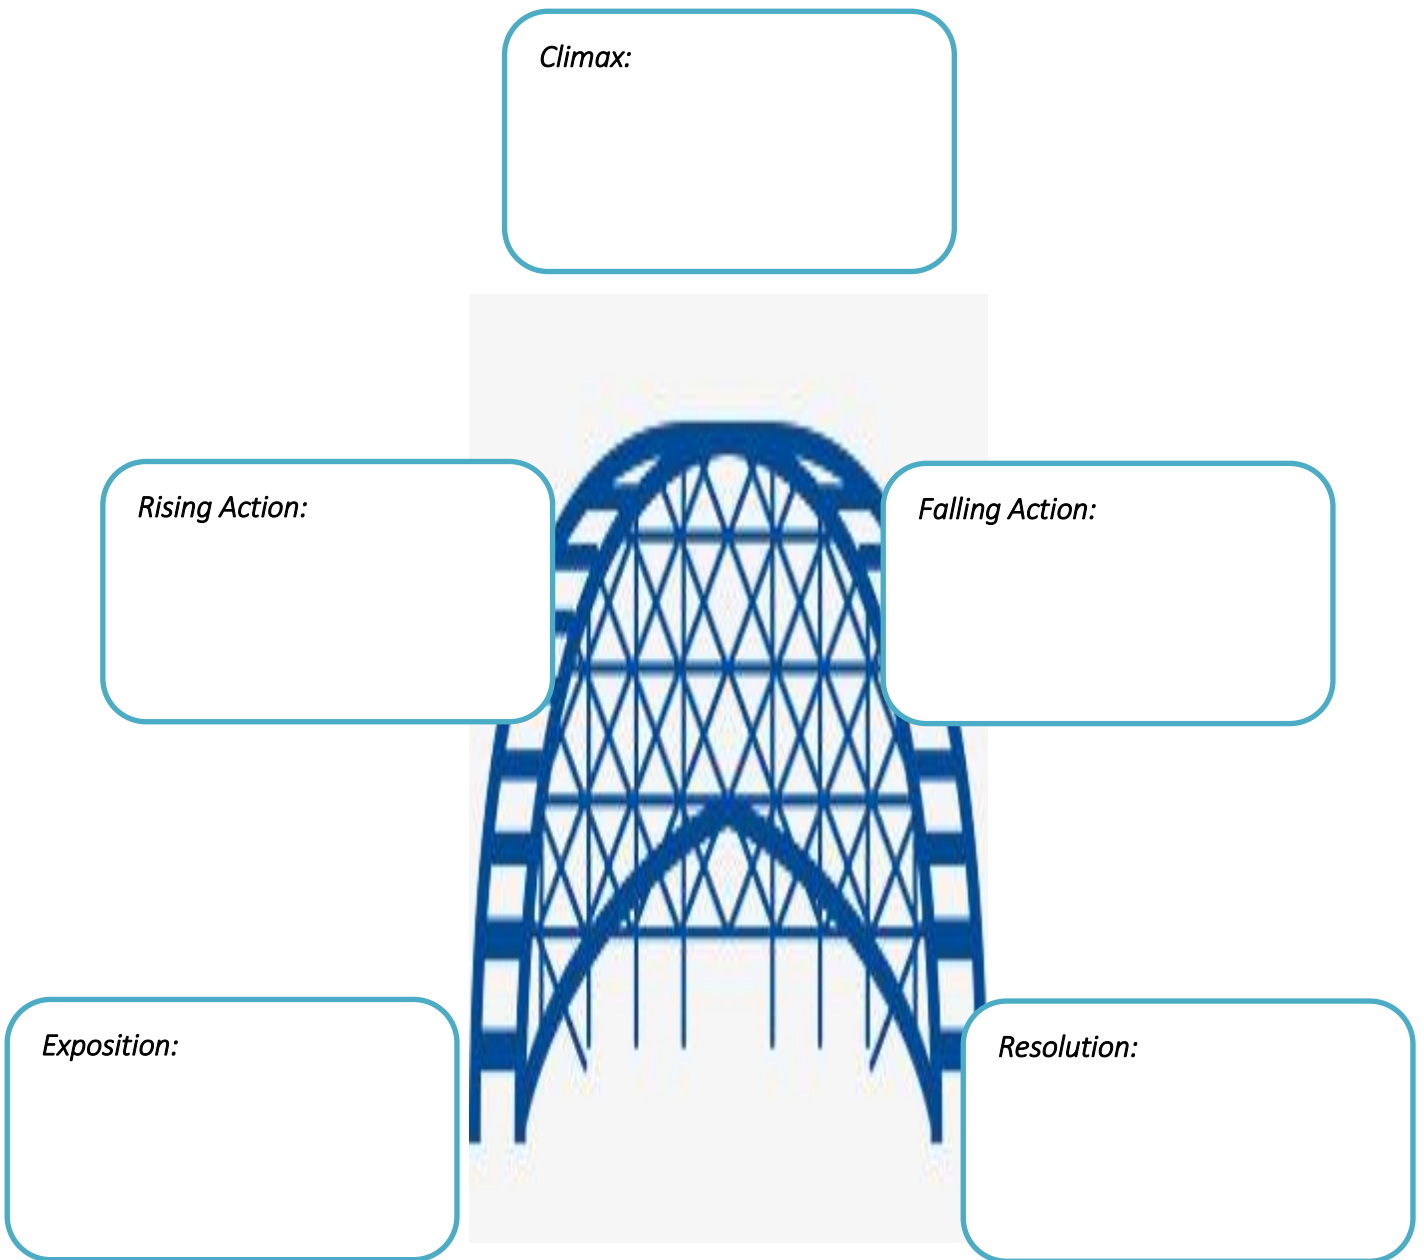 Climax:
Rising Action:
Falling Action:
Exposition:
Resolution: